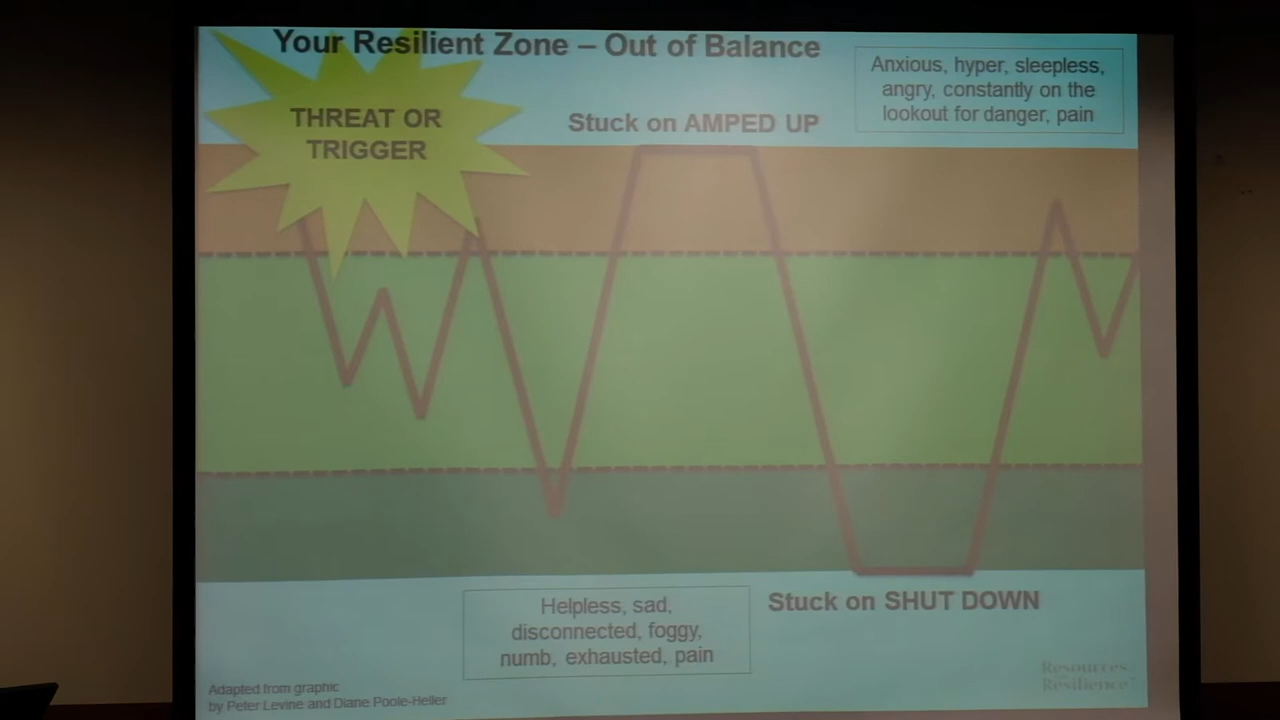 Your Resilient Zone – Out of Balance
Anxious, hyper, sleepless,
angry, constantly on the
lookout for danger, pain
THREAT OR
TRIGGER
Stuck on AMPED UP
Helpless, sad,
disconnected, foggy,
numb, exhausted, pain
Stuck on SHUT DOWN
Adapted from graphic
by Peter Levine and Diane Poole-Heller
Resources
Resilience